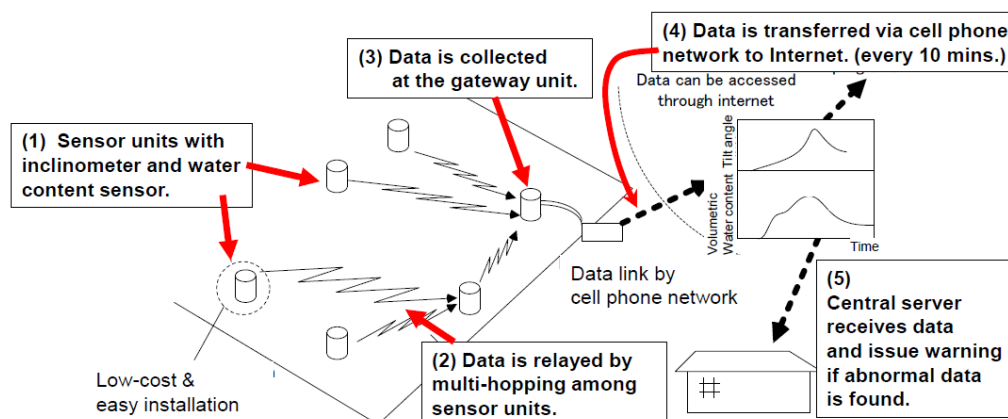 (4) Data is transferred via cell phone
network to Internet. (every 10 mins.)
(3) Data is collected
at the gateway unit.
Data can be accessed
through internet
(1) Sensor units with
inclinometer and water
content sensor.
Tilt angle
Volumetric
Water content
Time
Data link by
cell phone network
(5)
Central server
receives data
and issue warning
if abnormal data
is found.
(2) Data is relayed by
multi-hopping among
sensor units.
Low-cost &
easy installation